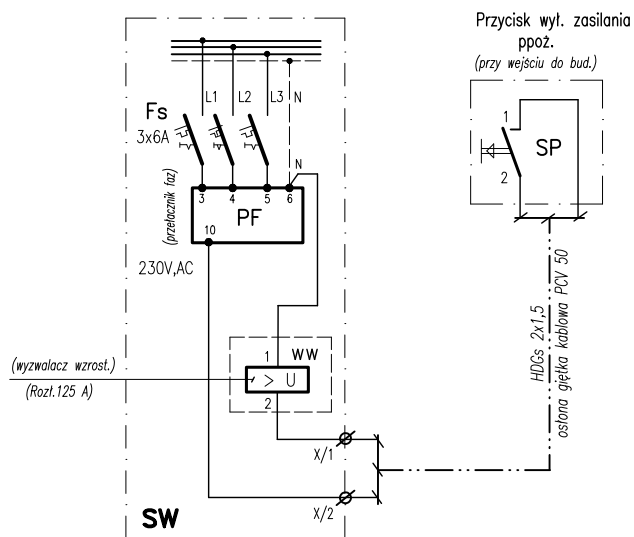 Przycisk wył. zasilania
ppoż.
(przy wejściu do bud.)
Fs
3x6A
L1
L2
L3
N
N
3
4
5
6
PF
10
(przełacznik faz)
230V,AC
1
SP
2
1
WW
> U
2
(wyzwalacz wzrost.)
(Rozł.125 A)
X/1
X/2
SW
HDGs 2x1,5
osłona giętka kablowa PCV 50